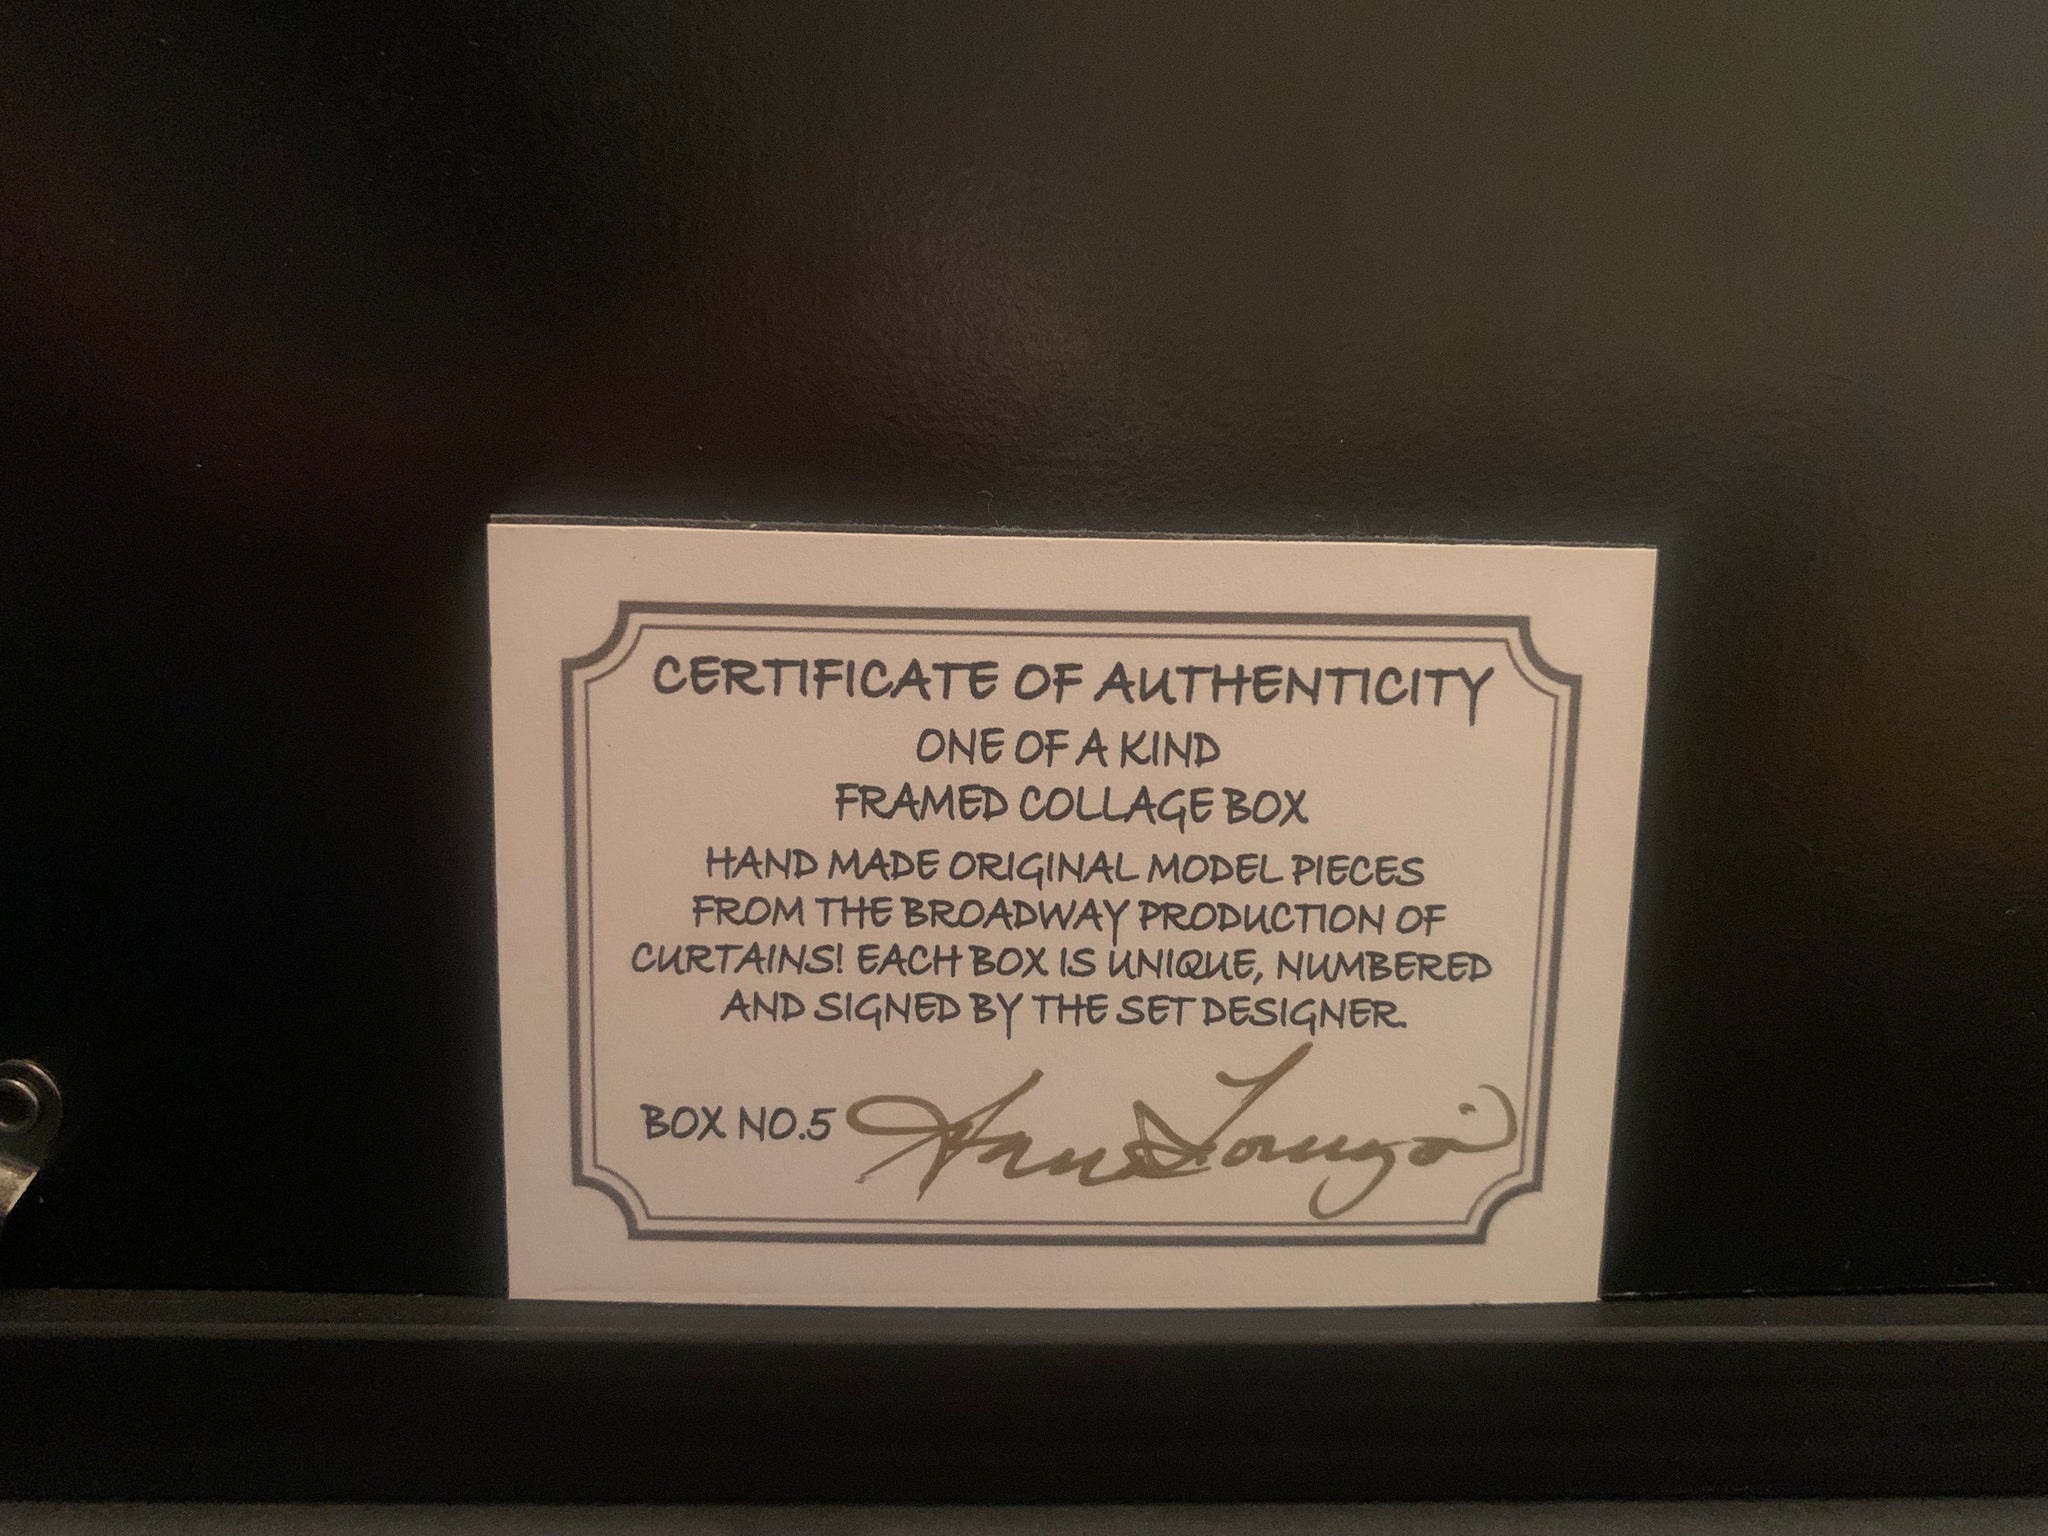 CERTIFICATE OF AUTHENTICITY
ONE OF A KIND
FRAMED COLLAGE BOX
HAND MADE ORIGINAL MODEL PIECES
FROM THE BROADWAY PRODUCTION OF
CURTAINS! EACH BOX IS UNIQUE, NUMBERED
AND SIGNED BY THE SET DESIGNER.
BOX NO.5